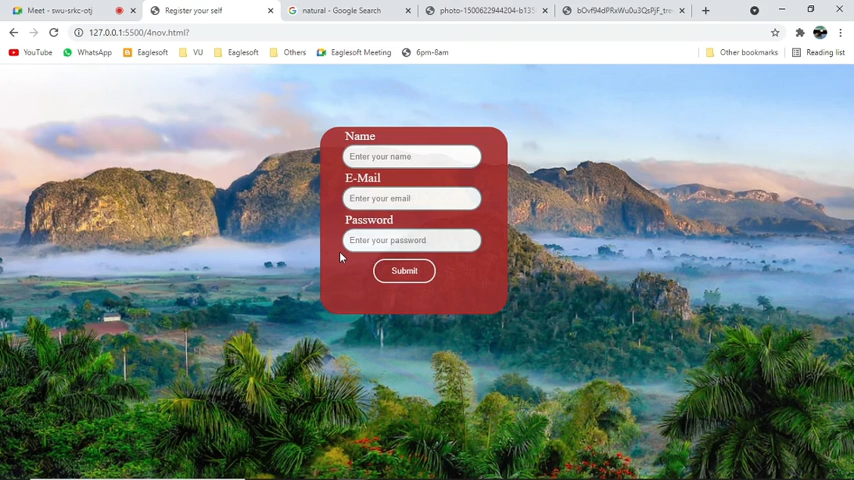 Meet - swu-srkc-otj
Register your self
natural - Google Search
photo-1500622944204-b135
bOvf94dPRxWu0u3QsPjF_tre
127.0.0.1:5500/4nov.html?
YouTube
WhatsApp
Eaglesoft
VU
Eaglesoft
Others
Eaglesoft Meeting
6pm-8am
Other bookmarks
Reading list
Name
Enter your name
E-Mail
Enter your email
Password
Enter your password
Submit